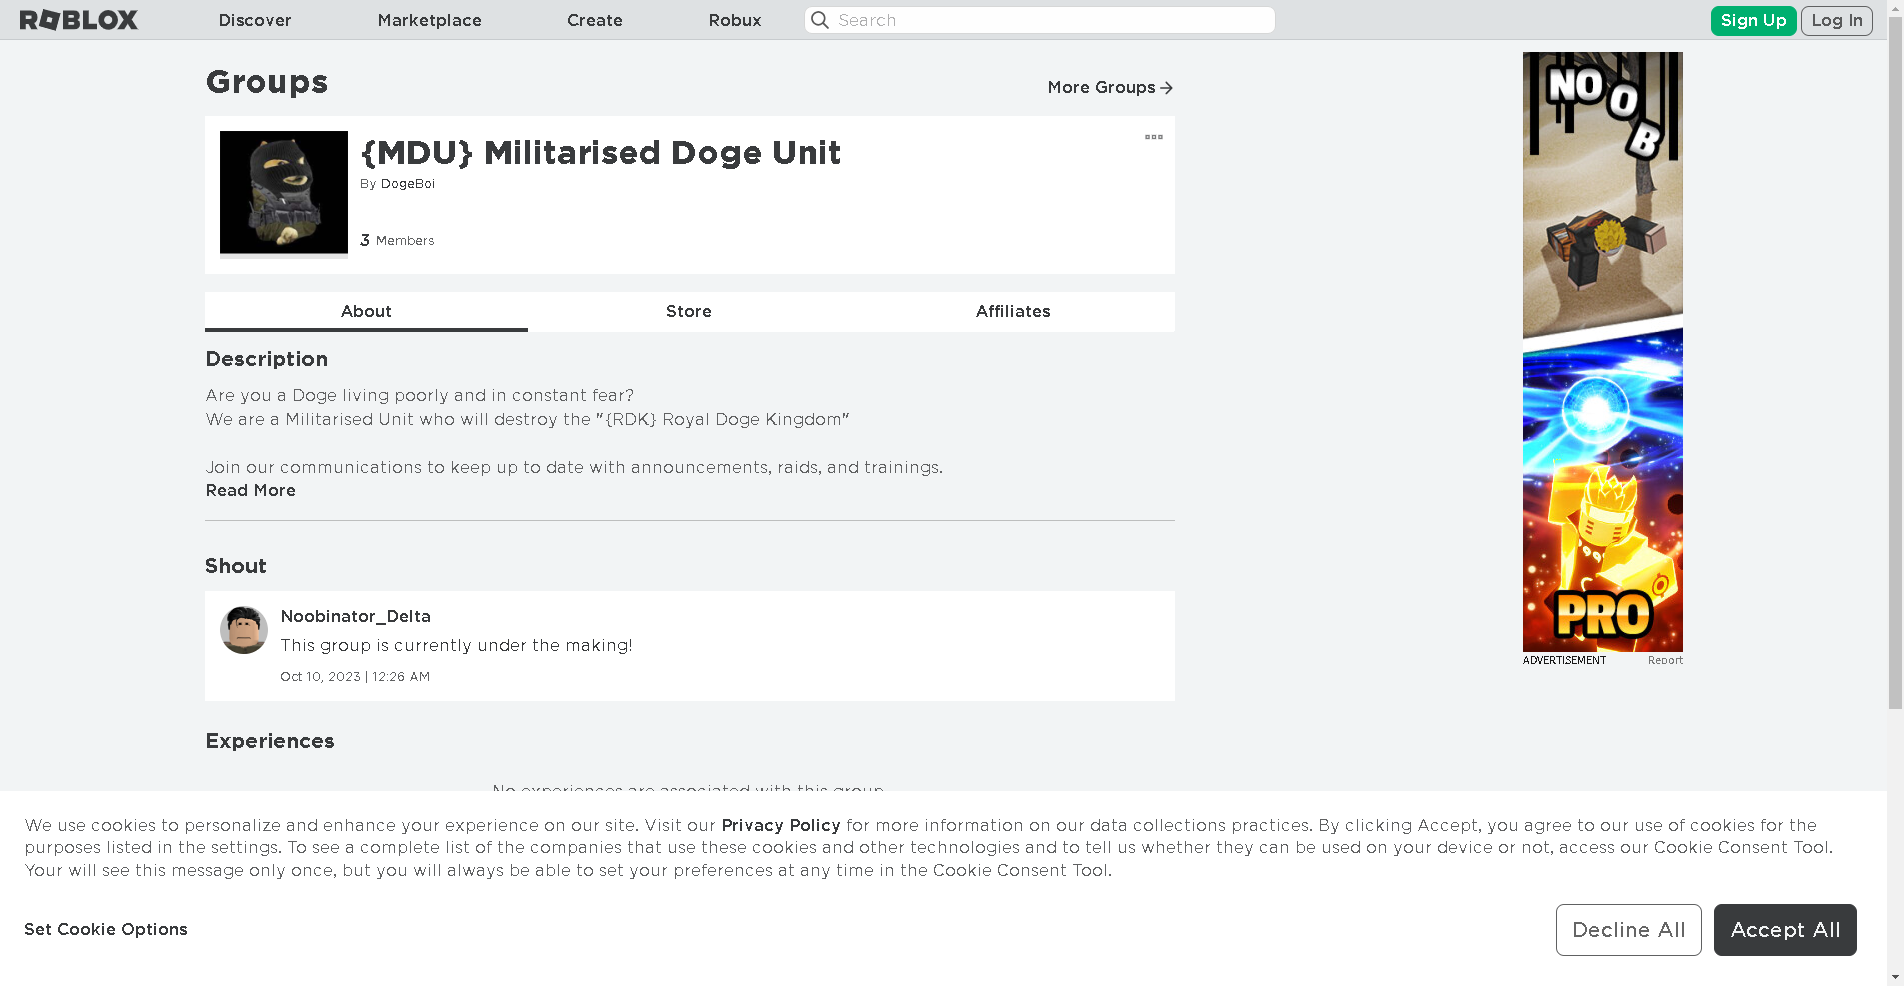 ROBLOX
Discover
Marketplace
Create
Robux
Search
Sign Up
Log In
Groups
More Groups
{MDU} Militarised Doge Unit
By DogeBoi
3 Members
About
Store
Affiliates
Description
Are you a Doge living poorly and in constant fear?
We are a Militarised Unit who will destroy the "{RDK} Royal Doge Kingdom"
Join our communications to keep up to date with announcements, raids, and trainings.
Read More
Shout
Noobinator_Delta
This group is currently under the making!
Oct 10, 2023 | 12:26 AM
Experiences
No experiences are associated with this group
NOOB
PRO
ADVERTISEMENT
Report
We use cookies to personalize and enhance your experience on our site. Visit our Privacy Policy for more information on our data collections practices. By clicking Accept, you agree to our use of cookies for the
purposes listed in the settings. To see a complete list of the companies that use these cookies and other technologies and to tell us whether they can be used on your device or not, access our Cookie Consent Tool.
Your will see this message only once, but you will always be able to set your preferences at any time in the Cookie Consent Tool.
Set Cookie Options
Decline All
Accept All